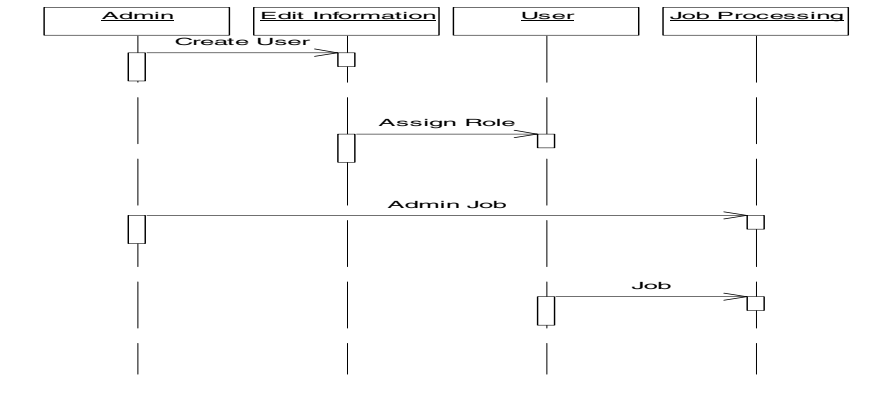 Admin
Edit Information
User
Job Processing
Create User
Assign Role
Admin Job
Job